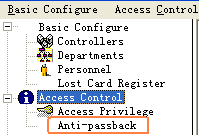 Basic Configure  Access Control
Basic Configure
Controllers
Departments
Personnel
Lost Card Register
Access Control
Access Privilege
Anti-passback